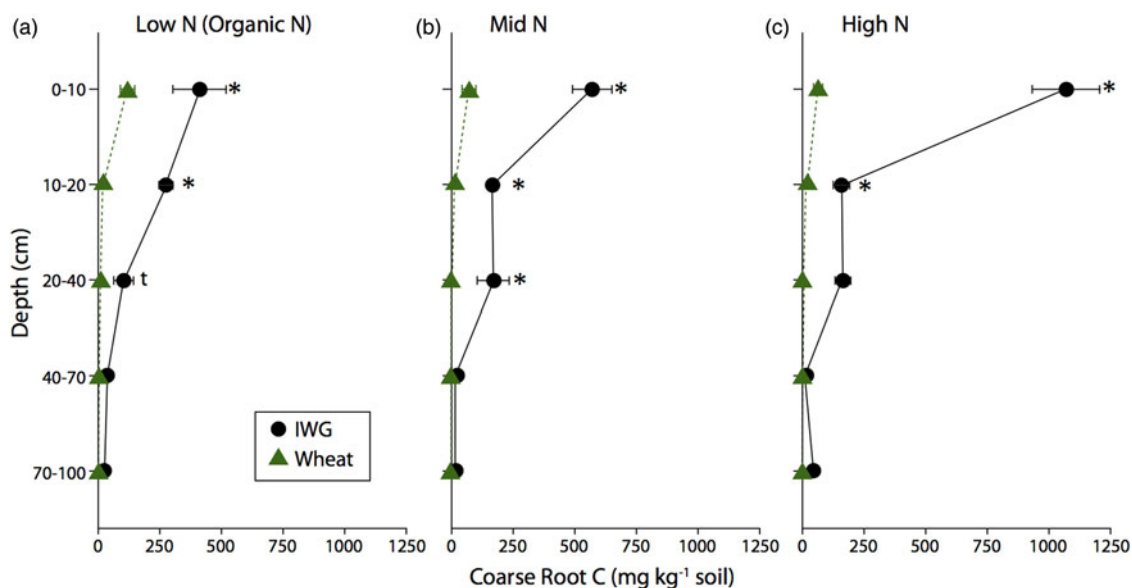 (a) Low N (Organic N) (b) Mid N (c) High N
0-10 * * *
10-20 * * *
20-40 t *
40-70
70-100
Depth (cm)
IWG
Wheat
0 250 500 750 1000 1250 0 250 500 750 1000 1250 0 250 500 750 1000 1250
Coarse Root C (mg kg⁻¹ soil)